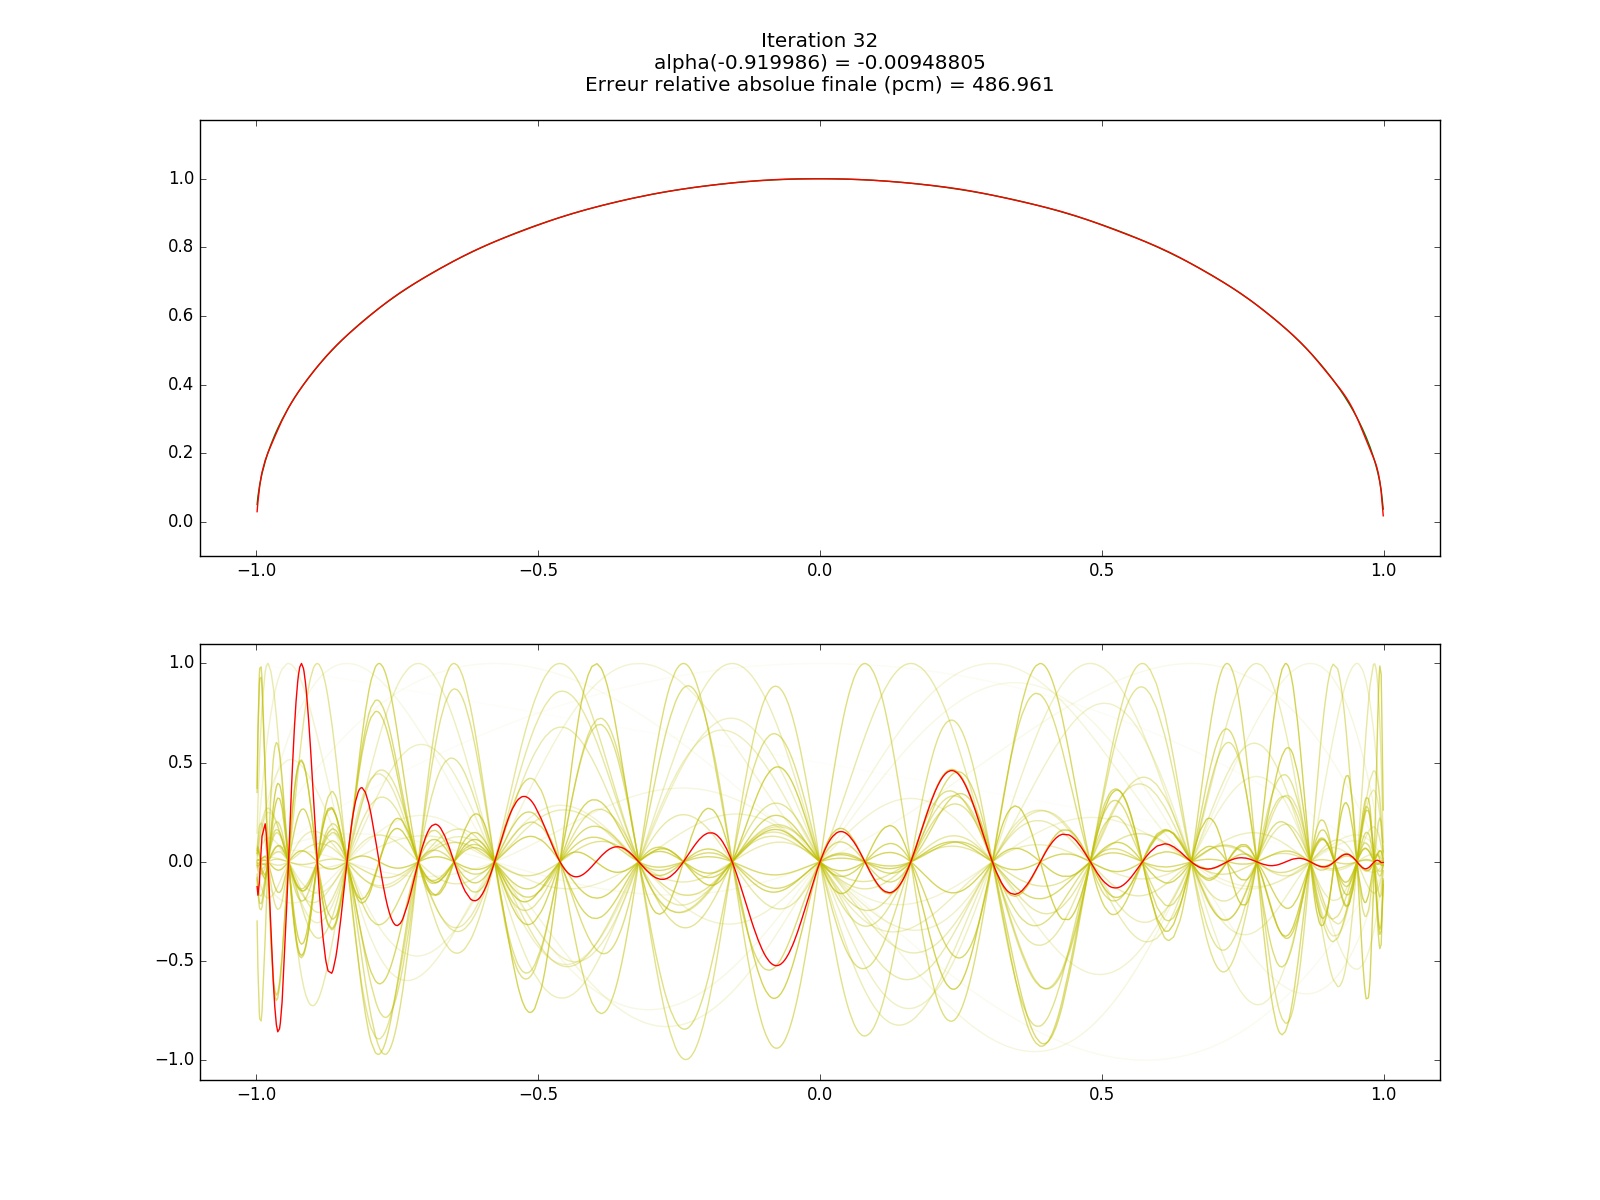 Iteration 32
alpha(-0.919986) = -0.00948805
Erreur relative absolue finale (pcm) = 486.961
1.0
0.8
0.6
0.4
0.2
0.0
−1.0 −0.5 0.0 0.5 1.0
1.0
0.5
0.0
−0.5
−1.0
−1.0 −0.5 0.0 0.5 1.0